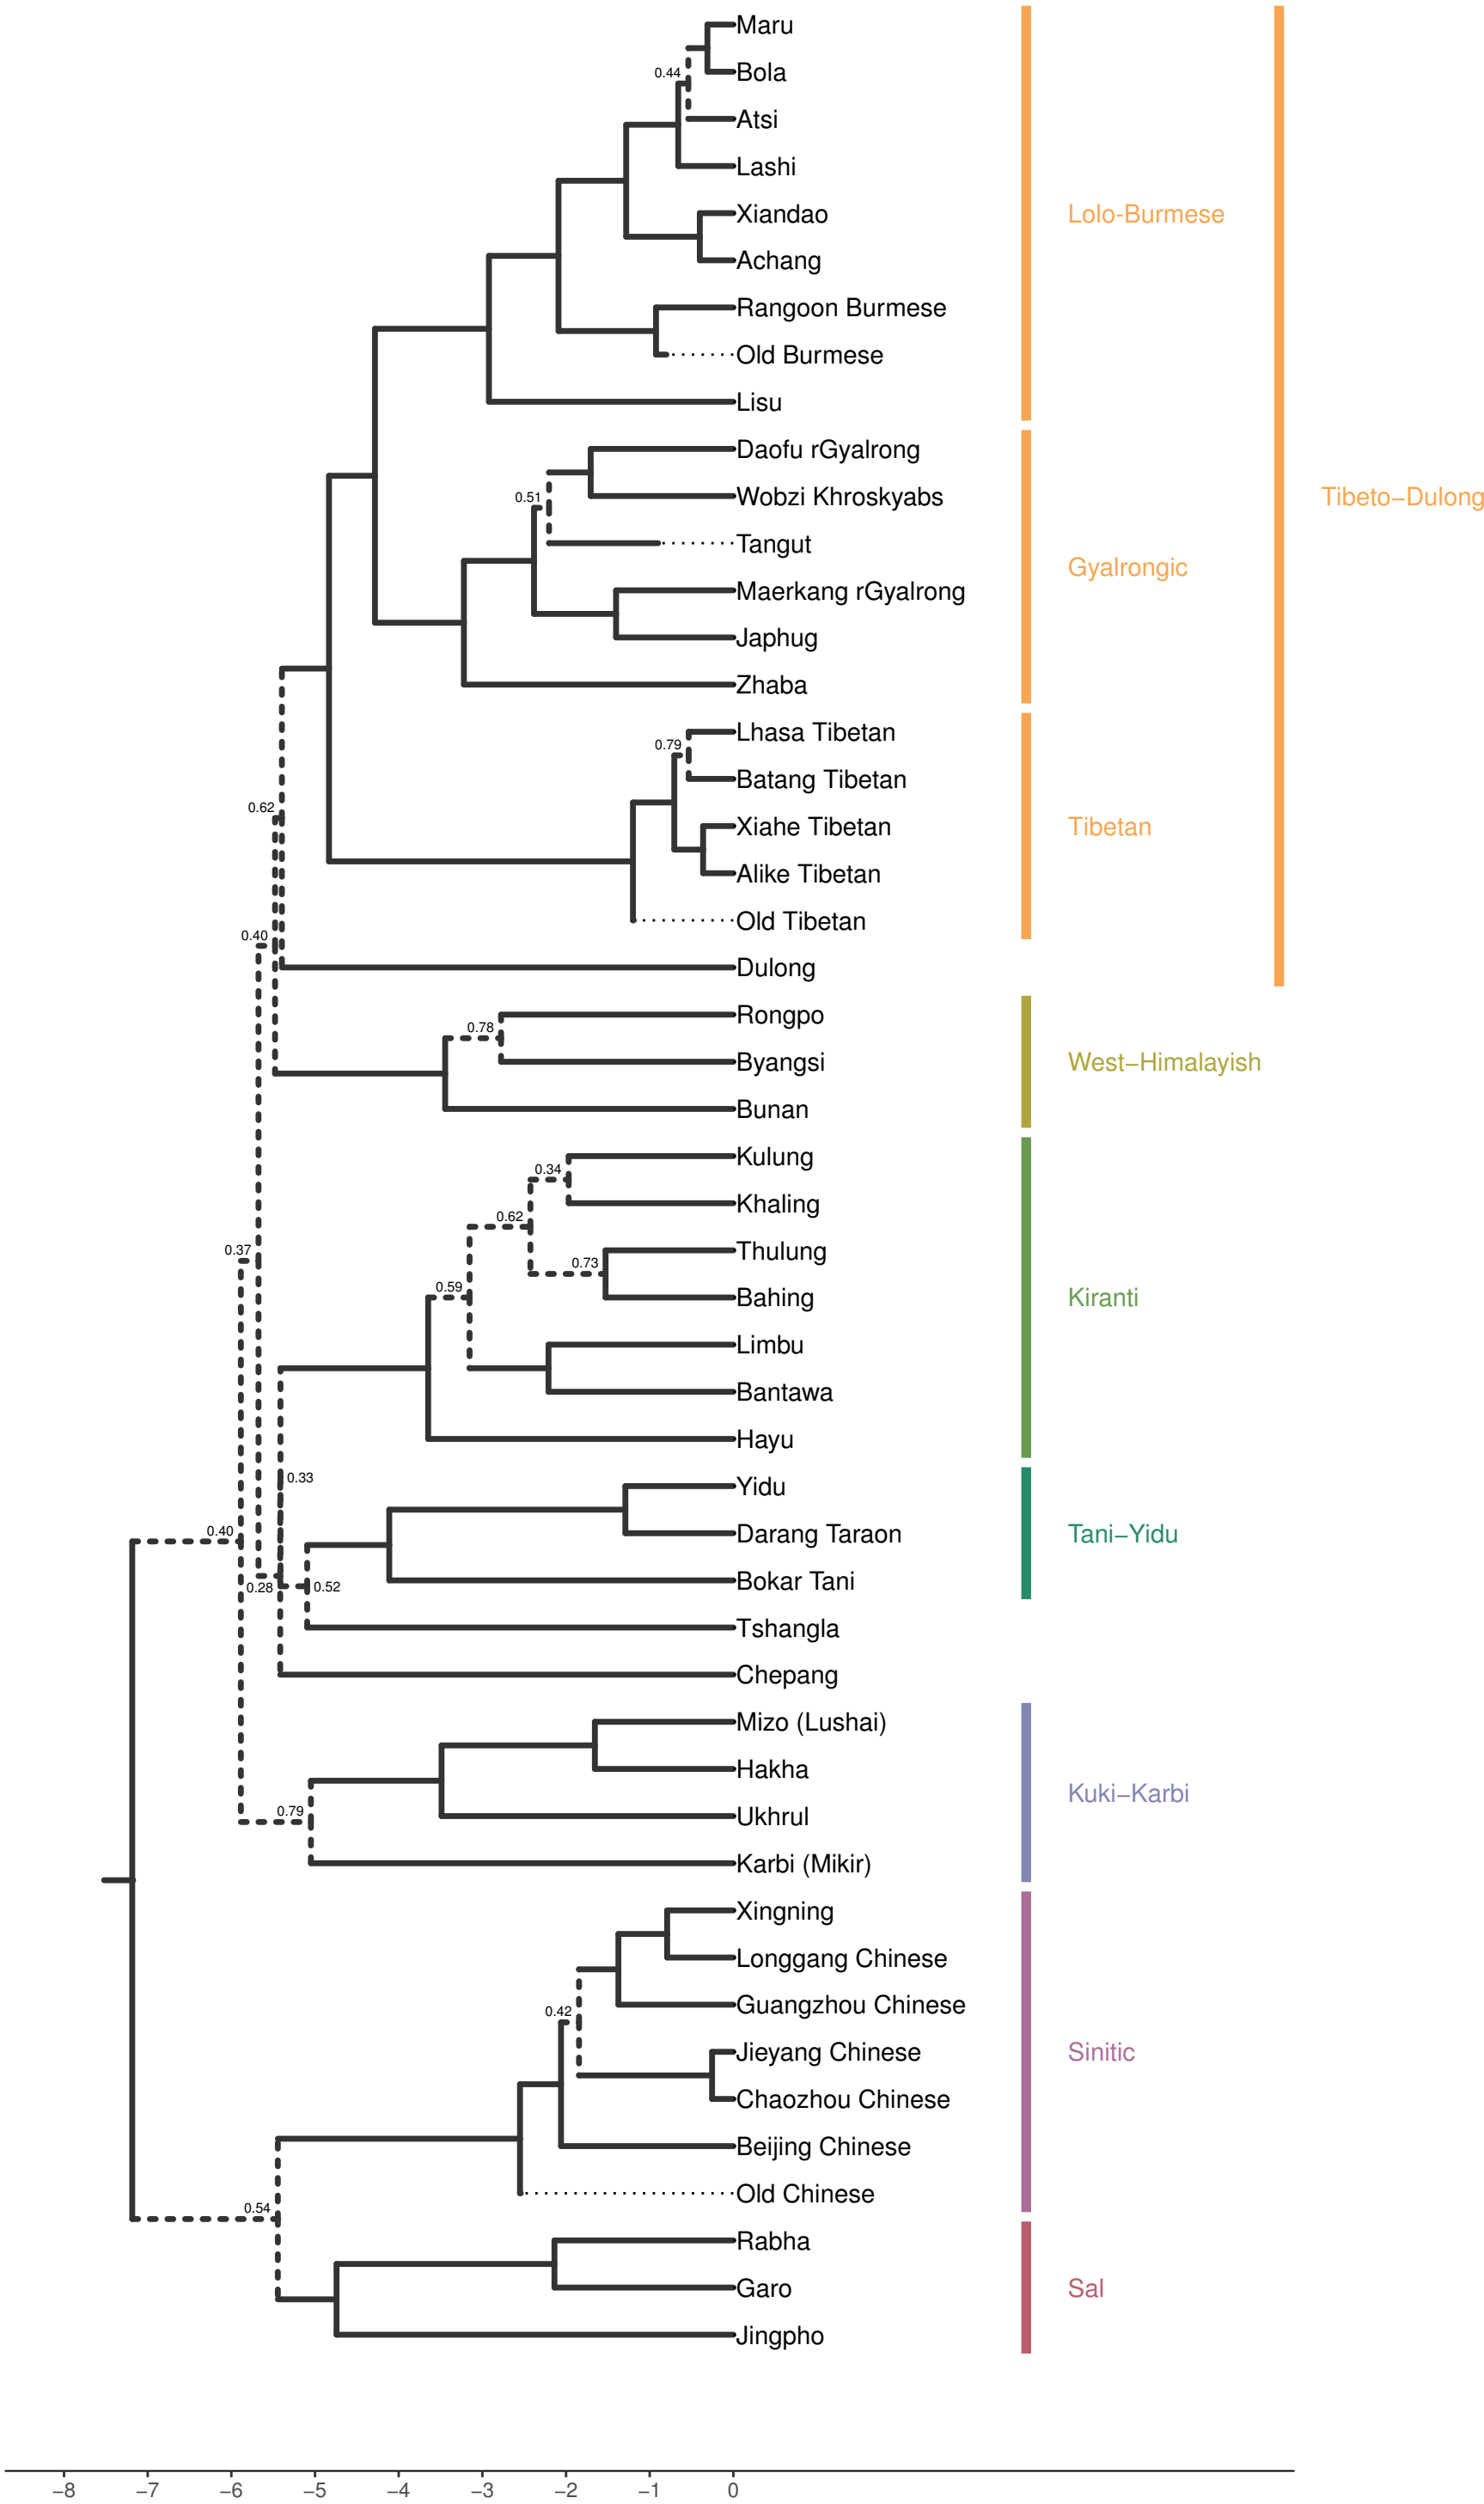 Maru
0.44
Bola
Atsi
Lashi
Xiandao
Lolo-Burmese
Achang
Rangoon Burmese
Old Burmese
Lisu
Daofu rGyalrong
0.51
Wobzi Khroskyabs
Tibeto–Dulong
Tangut
Gyalrongic
Maerkang rGyalrong
Japhug
Zhaba
Lhasa Tibetan
0.79
Batang Tibetan
0.62
Xiahe Tibetan
Tibetan
Alike Tibetan
Old Tibetan
0.40
Dulong
Rongpo
0.78
Byangsi
West–Himalayish
Bunan
Kulung
0.34
Khaling
0.62
0.37
Thulung
0.73
0.59
Bahing
Kiranti
Limbu
Bantawa
Hayu
0.33
Yidu
0.40
Darang Taraon
Tani–Yidu
0.28
0.52
Bokar Tani
Tshangla
Chepang
Mizo (Lushai)
Hakha
Kuki–Karbi
0.79
Ukhrul
Karbi (Mikir)
Xingning
Longgang Chinese
Guangzhou Chinese
0.42
Jieyang Chinese
Sinitic
Chaozhou Chinese
Beijing Chinese
Old Chinese
0.54
Rabha
Garo
Sal
Jingpho
−8 −7 −6 −5 −4 −3 −2 −1 0